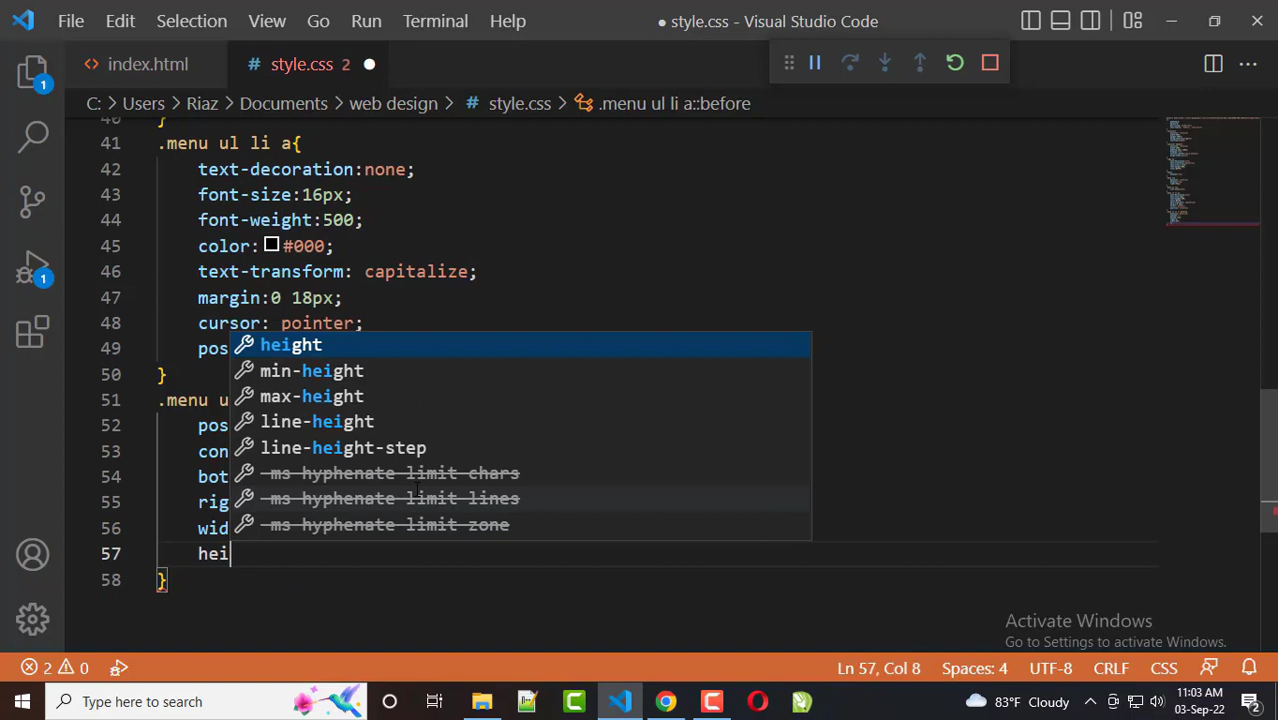 File Edit Selection View Go Run Terminal Help ● style.css - Visual Studio Code
<> index.html # style.css 2 ●
C: > Users > Riaz > Documents > web design > # style.css > .menu ul li a::before
40 }
41 .menu ul li a{
42 text-decoration:none;
43 font-size:16px;
44 font-weight:500;
45 color: #000;
46 text-transform: capitalize;
47 margin:0 18px;
48 cursor: pointer;
49 pos
height
50 }
min-height
51 .menu u
max-height
52 pos
line-height
53 con
line-height-step
54 bot
-ms-hyphenate-limit-chars
55 rig
-ms-hyphenate-limit-lines
56 wid
-ms-hyphenate-limit-zone
57 hei
58 }
1
1
1
Activate Windows
Go to Settings to activate Windows.
2 0 Ln 57, Col 8 Spaces: 4 UTF-8 CRLF CSS
Type here to search 83°F Cloudy 11:03 AM
03-Sep-22 2